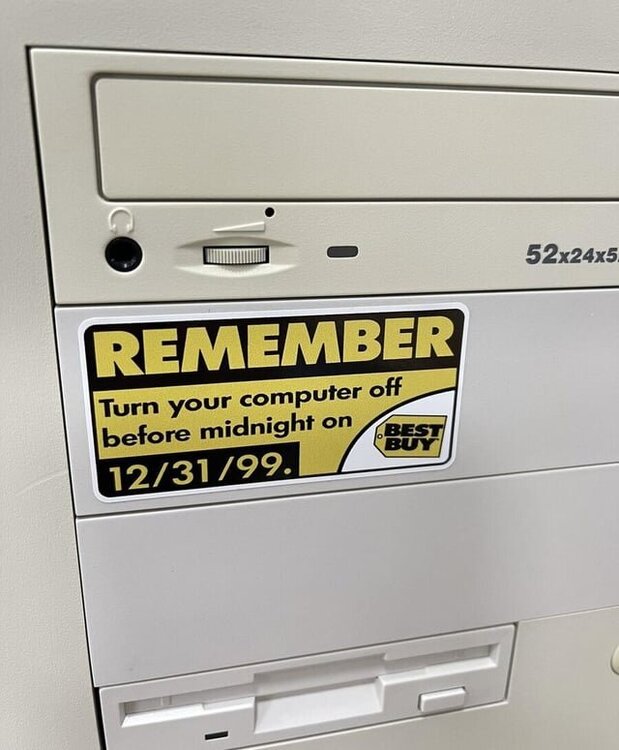 52x24x5
REMEMBER
Turn your computer off
before midnight on
12/31/99.
BEST
BUY